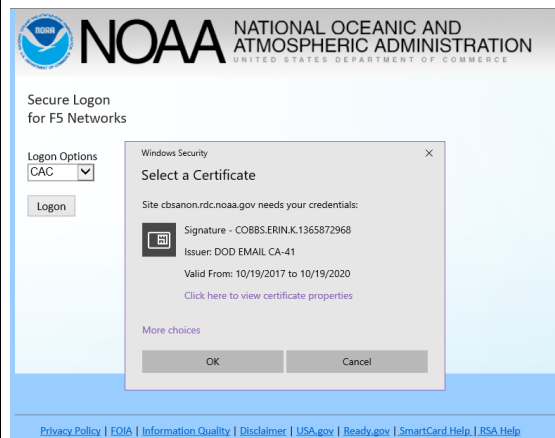 NOAA
NOAA
NATIONAL OCEANIC AND
ATMOSPHERIC ADMINISTRATION
UNITED STATES DEPARTMENT OF COMMERCE
Secure Logon
for F5 Networks
Logon Options
CAC
Logon
Windows Security
Select a Certificate
Site cbsanon.rdc.noaa.gov needs your credentials:
Signature - COBBS.ERIN.K.1365872968
Issuer: DOD EMAIL CA-41
Valid From: 10/19/2017 to 10/19/2020
Click here to view certificate properties
More choices
OK Cancel
Privacy Policy | FOIA | Information Quality | Disclaimer | USA.gov | Ready.gov | SmartCard Help | RSA Help